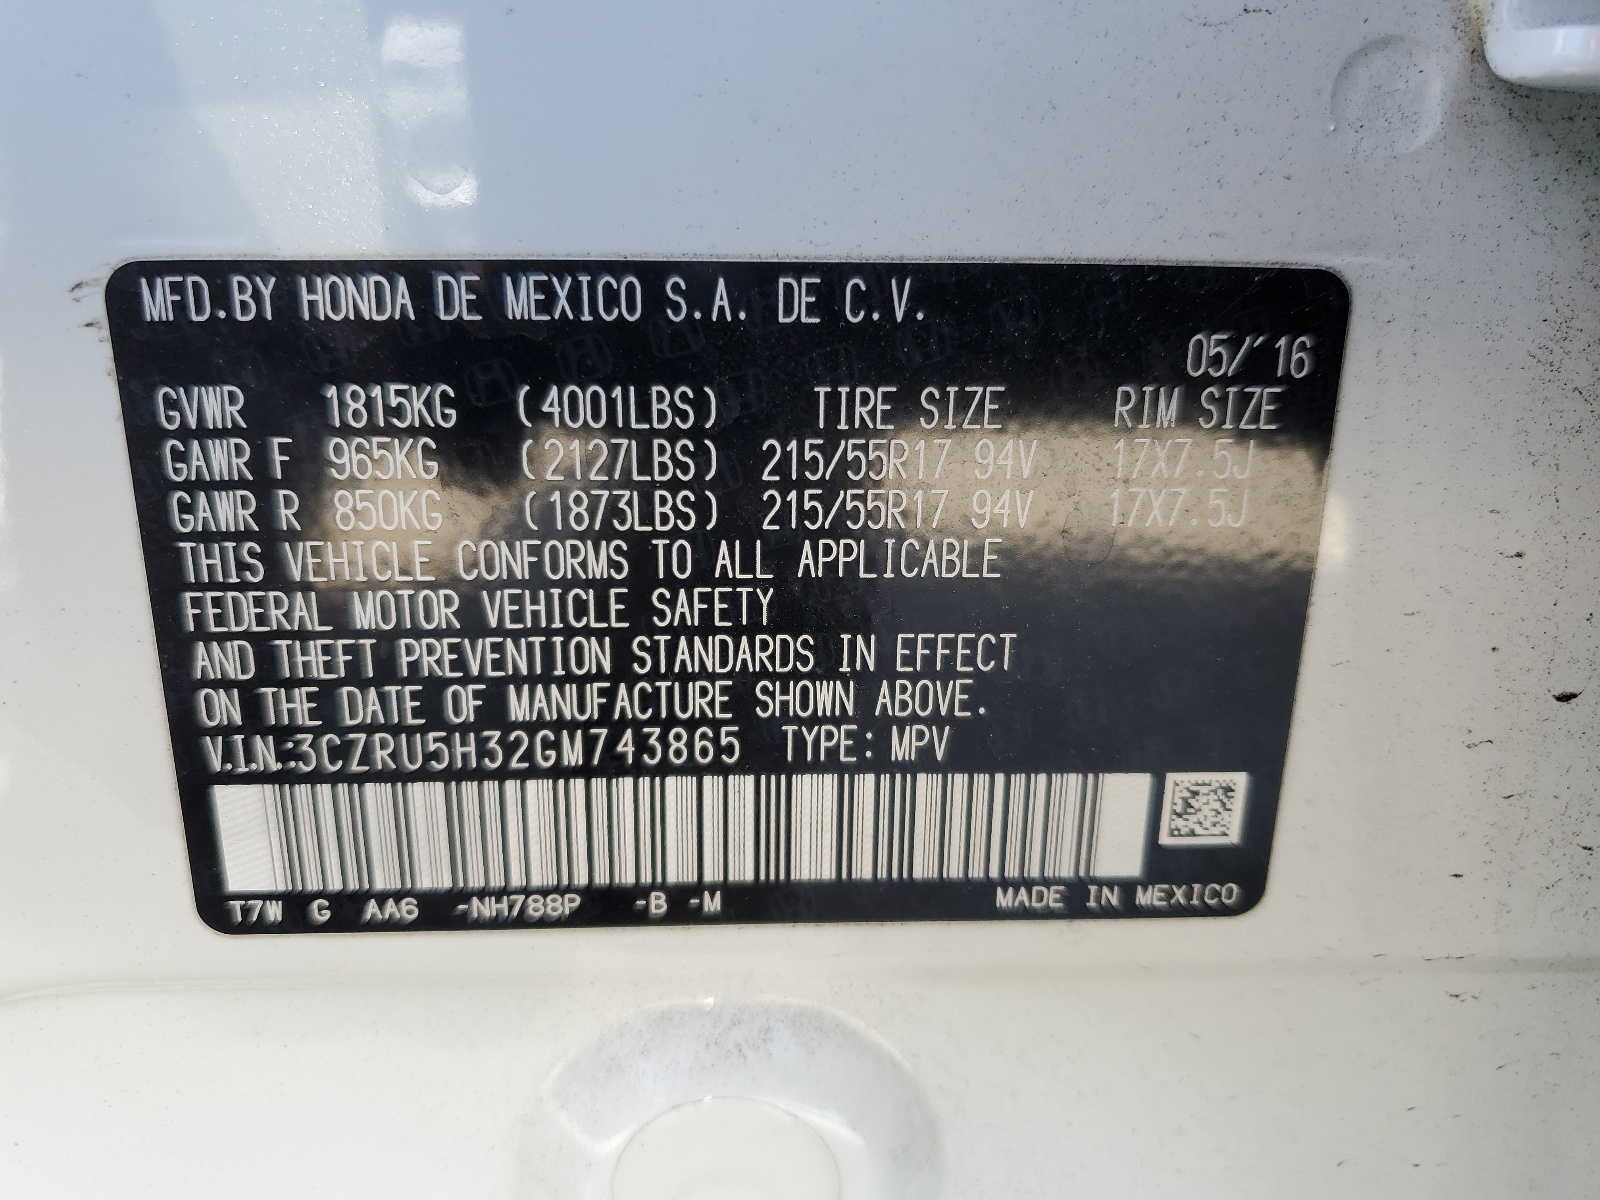 MFD.BY HONDA DE MEXICO S.A. DE C.V.
05/'16
GVWR 1815KG (4001LBS) TIRE SIZE RIM SIZE
GAWR F 965KG (2127LBS) 215/55R17 94V 17X7.5J
GAWR R 850KG (1873LBS) 215/55R17 94V 17X7.5J
THIS VEHICLE CONFORMS TO ALL APPLICABLE
FEDERAL MOTOR VEHICLE SAFETY
AND THEFT PREVENTION STANDARDS IN EFFECT
ON THE DATE OF MANUFACTURE SHOWN ABOVE.
V.I.N.:3CZRU5H32GM743865 TYPE: MPV
T7W G AA6 -NH788P -B -M MADE IN MEXICO